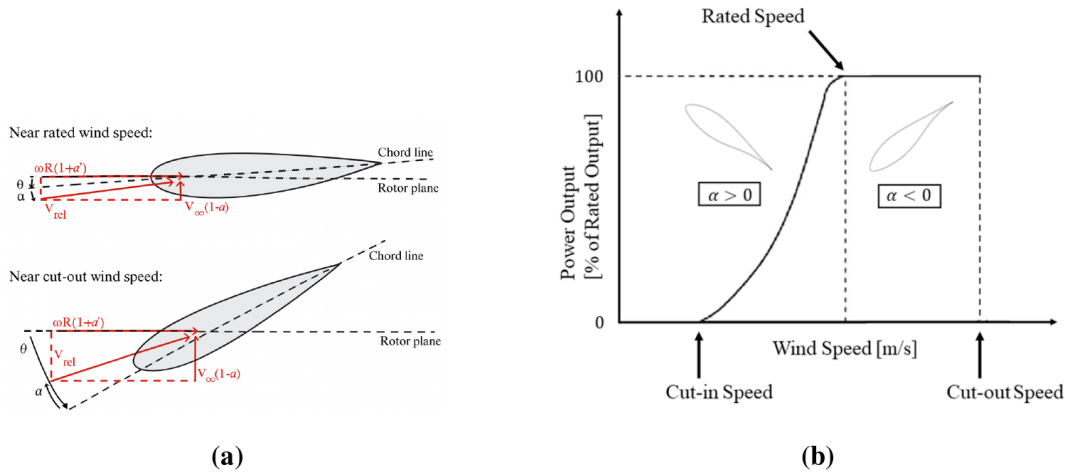 Near rated wind speed:
ωR(1+a')
Chord line
θ
α
Rotor plane
V_rel
V_∞(1-a)
Near cut-out wind speed:
Chord line
ωR(1+a')
θ
Rotor plane
V_rel
V_∞(1-a)
α
(a)
Rated Speed
100
Power Output
[% of Rated Output]
α > 0
α < 0
0
Wind Speed [m/s]
Cut-in Speed
Cut-out Speed
(b)